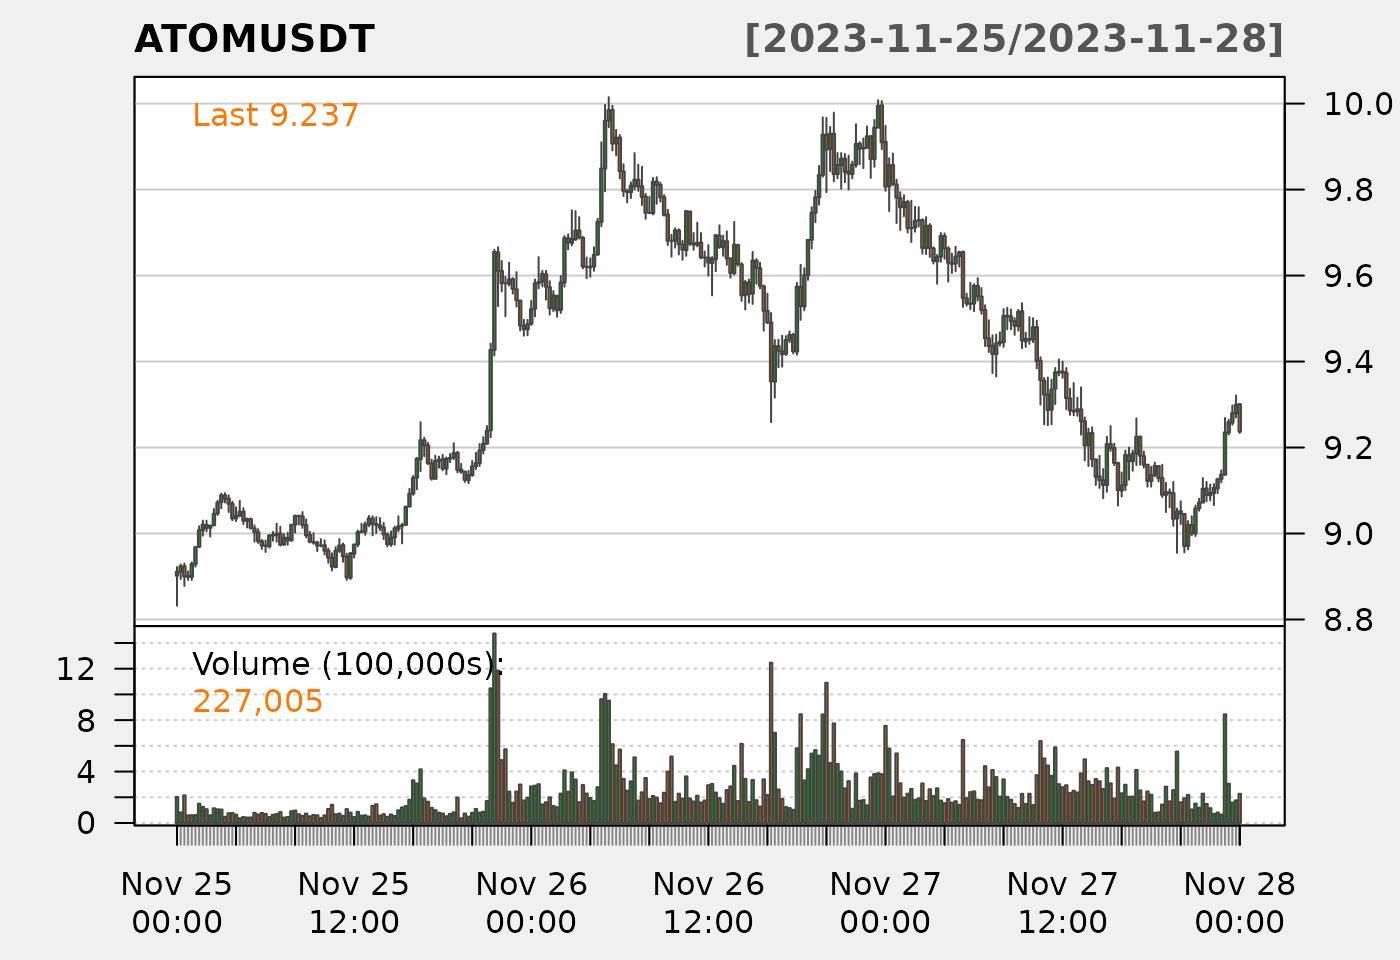 ATOMUSDT [2023-11-25/2023-11-28]
Last 9.237
10.0
9.8
9.6
9.4
9.2
9.0
8.8
Volume (100,000s):
227,005
12
8
4
0
Nov 25 Nov 25 Nov 26 Nov 26 Nov 27 Nov 27 Nov 28
00:00 12:00 00:00 12:00 00:00 12:00 00:00